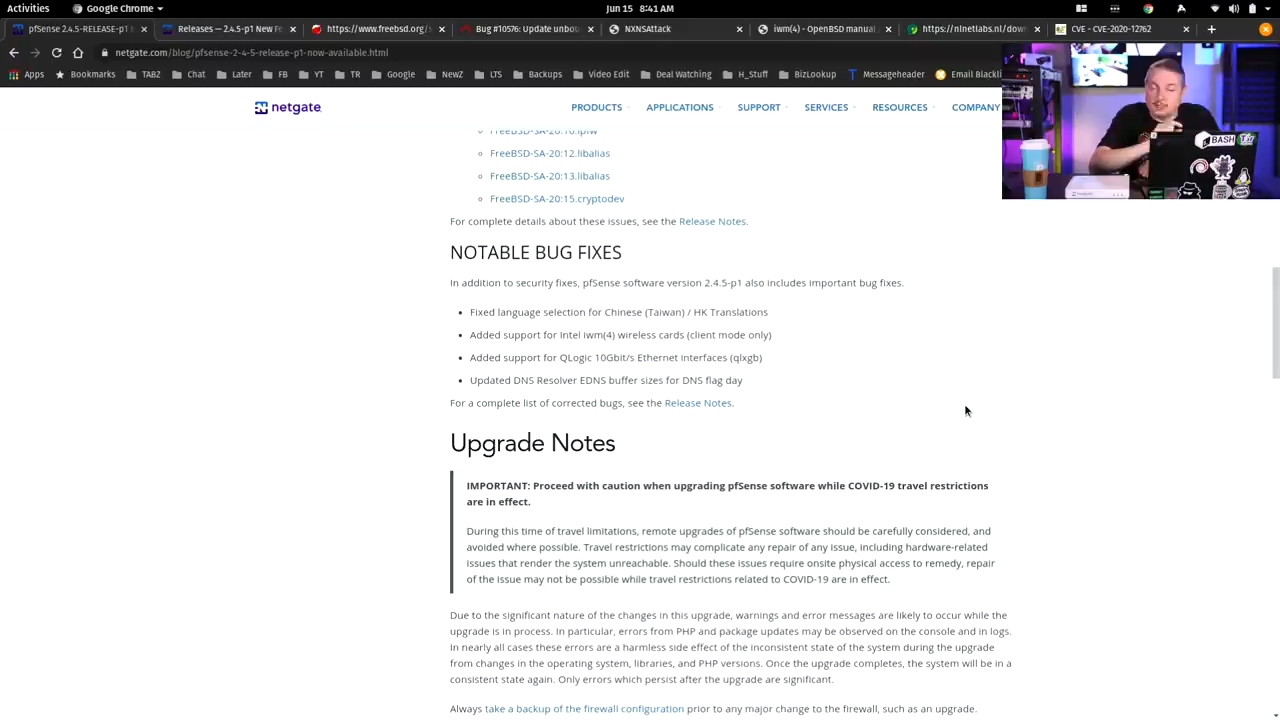 Activities
Google Chrome
Jun 15 8:41 AM
pfSense 2.4.5-RELEASE-p1
Releases — 2.4.5-p1 New Fe
https://www.freebsd.org/s
Bug #10576: Update unbo
NXNSAttack
iwm(4) - OpenBSD manual
https://nlnetlabs.nl/dow
CVE - CVE-2020-12762
netgate.com/blog/pfsense-2-4-5-release-p1-now-available.html
Apps
Bookmarks
TABZ
Chat
Later
FB
YT
TR
Google
NewZ
LTS
Backups
Video Edit
Deal Watching
H_Stuff
BizLookup
Messageheader
Email Blackli
netgate
PRODUCTS
APPLICATIONS
SUPPORT
SERVICES
RESOURCES
COMPANY
BASH
FreeBSD-SA-20:10.ipfw
FreeBSD-SA-20:12.libalias
FreeBSD-SA-20:13.libalias
FreeBSD-SA-20:15.cryptodev
For complete details about these issues, see the Release Notes.
NOTABLE BUG FIXES
In addition to security fixes, pfSense software version 2.4.5-p1 also includes important bug fixes.
Fixed language selection for Chinese (Taiwan) / HK Translations
Added support for Intel iwm(4) wireless cards (client mode only)
Added support for QLogic 10Gbit/s Ethernet interfaces (qlxgb)
Updated DNS Resolver EDNS buffer sizes for DNS flag day
For a complete list of corrected bugs, see the Release Notes.
Upgrade Notes
IMPORTANT: Proceed with caution when upgrading pfSense software while COVID-19 travel restrictions
are in effect.
During this time of travel limitations, remote upgrades of pfSense software should be carefully considered, and
avoided where possible. Travel restrictions may complicate any repair of any issue, including hardware-related
issues that render the system unreachable. Should these issues require onsite physical access to remedy, repair
of the issue may not be possible while travel restrictions related to COVID-19 are in effect.
Due to the significant nature of the changes in this upgrade, warnings and error messages are likely to occur while the
upgrade is in process. In particular, errors from PHP and package updates may be observed on the console and in logs.
In nearly all cases these errors are a harmless side effect of the inconsistent state of the system during the upgrade
from changes in the operating system, libraries, and PHP versions. Once the upgrade completes, the system will be in a
consistent state again. Only errors which persist after the upgrade are significant.
Always take a backup of the firewall configuration prior to any major change to the firewall, such as an upgrade.